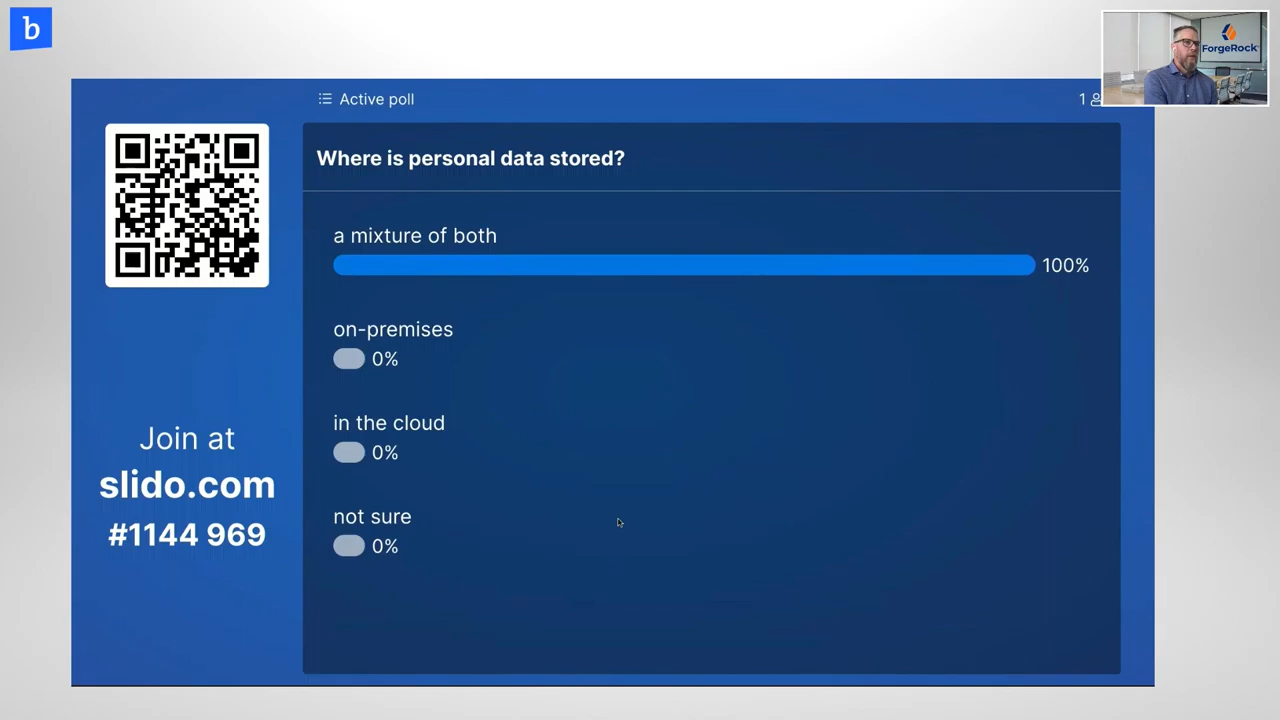 b
ForgeRock
Active poll
1
Where is personal data stored?
a mixture of both
100%
on-premises
0%
in the cloud
0%
not sure
0%
Join at
slido.com
#1144 969